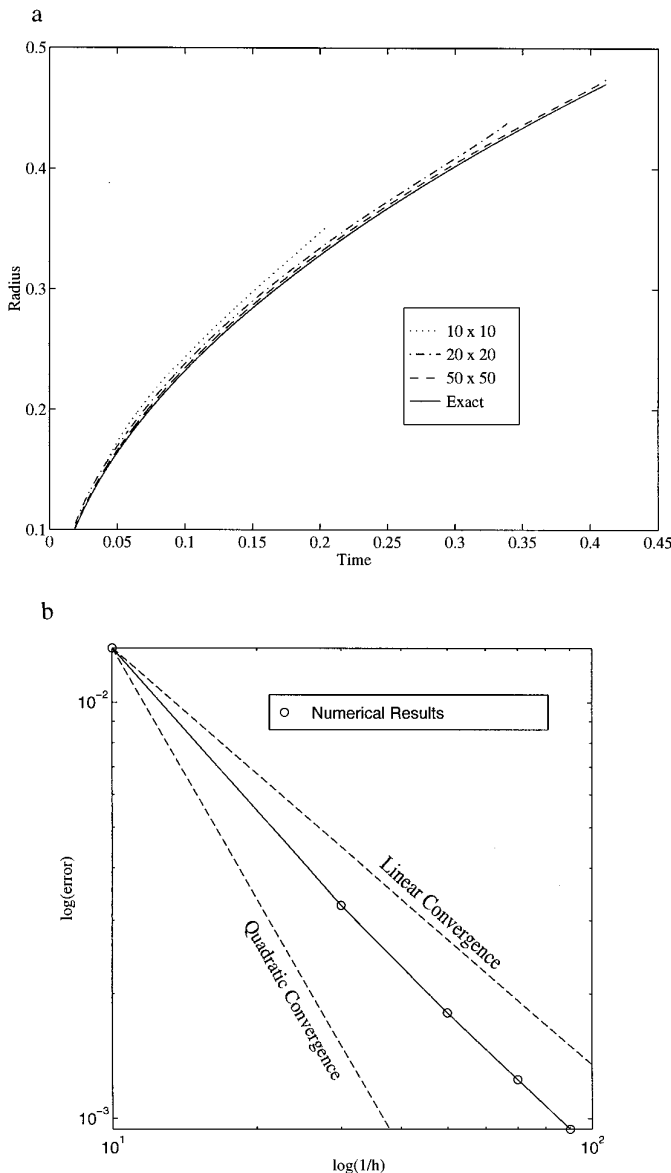 a
0.5
0.4
0.3
0.2
0.1
Radius
0
0.05
0.1
0.15
0.2
0.25
0.3
0.35
0.4
0.45
Time
10 x 10
20 x 20
50 x 50
Exact
b
10^-2
10^-3
log(error)
Numerical Results
Linear Convergence
Quadratic Convergence
10^1
10^2
log(1/h)